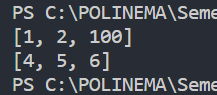 PS C:\POLINEMA\Seme
[1, 2, 100]
[4, 5, 6]
PS C:\POLINEMA\Seme